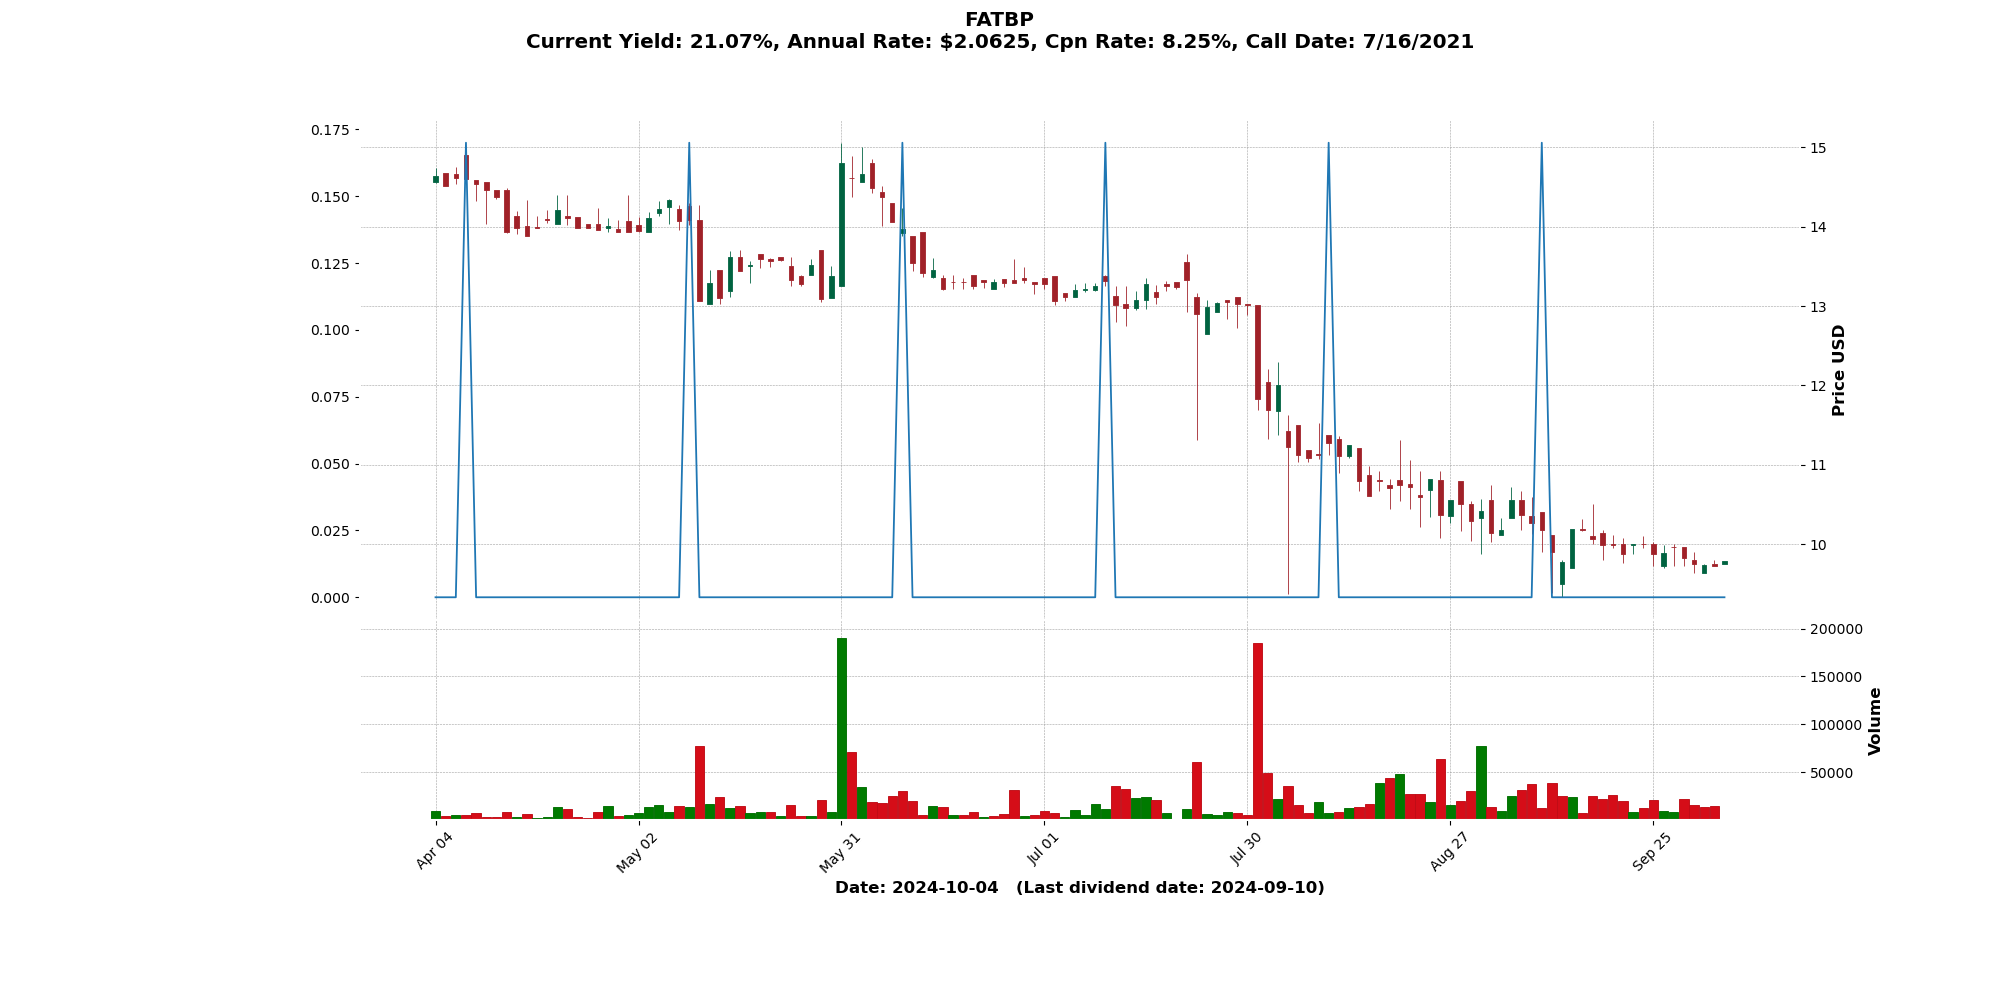 FATBP
Current Yield: 21.07%, Annual Rate: $2.0625, Cpn Rate: 8.25%, Call Date: 7/16/2021
0.175
0.150
0.125
0.100
0.075
0.050
0.025
0.000
15
14
13
12
11
10
Price USD
200000
150000
100000
50000
Volume
Apr 04
May 02
May 31
Jul 01
Jul 30
Aug 27
Sep 25
Date: 2024-10-04 (Last dividend date: 2024-09-10)